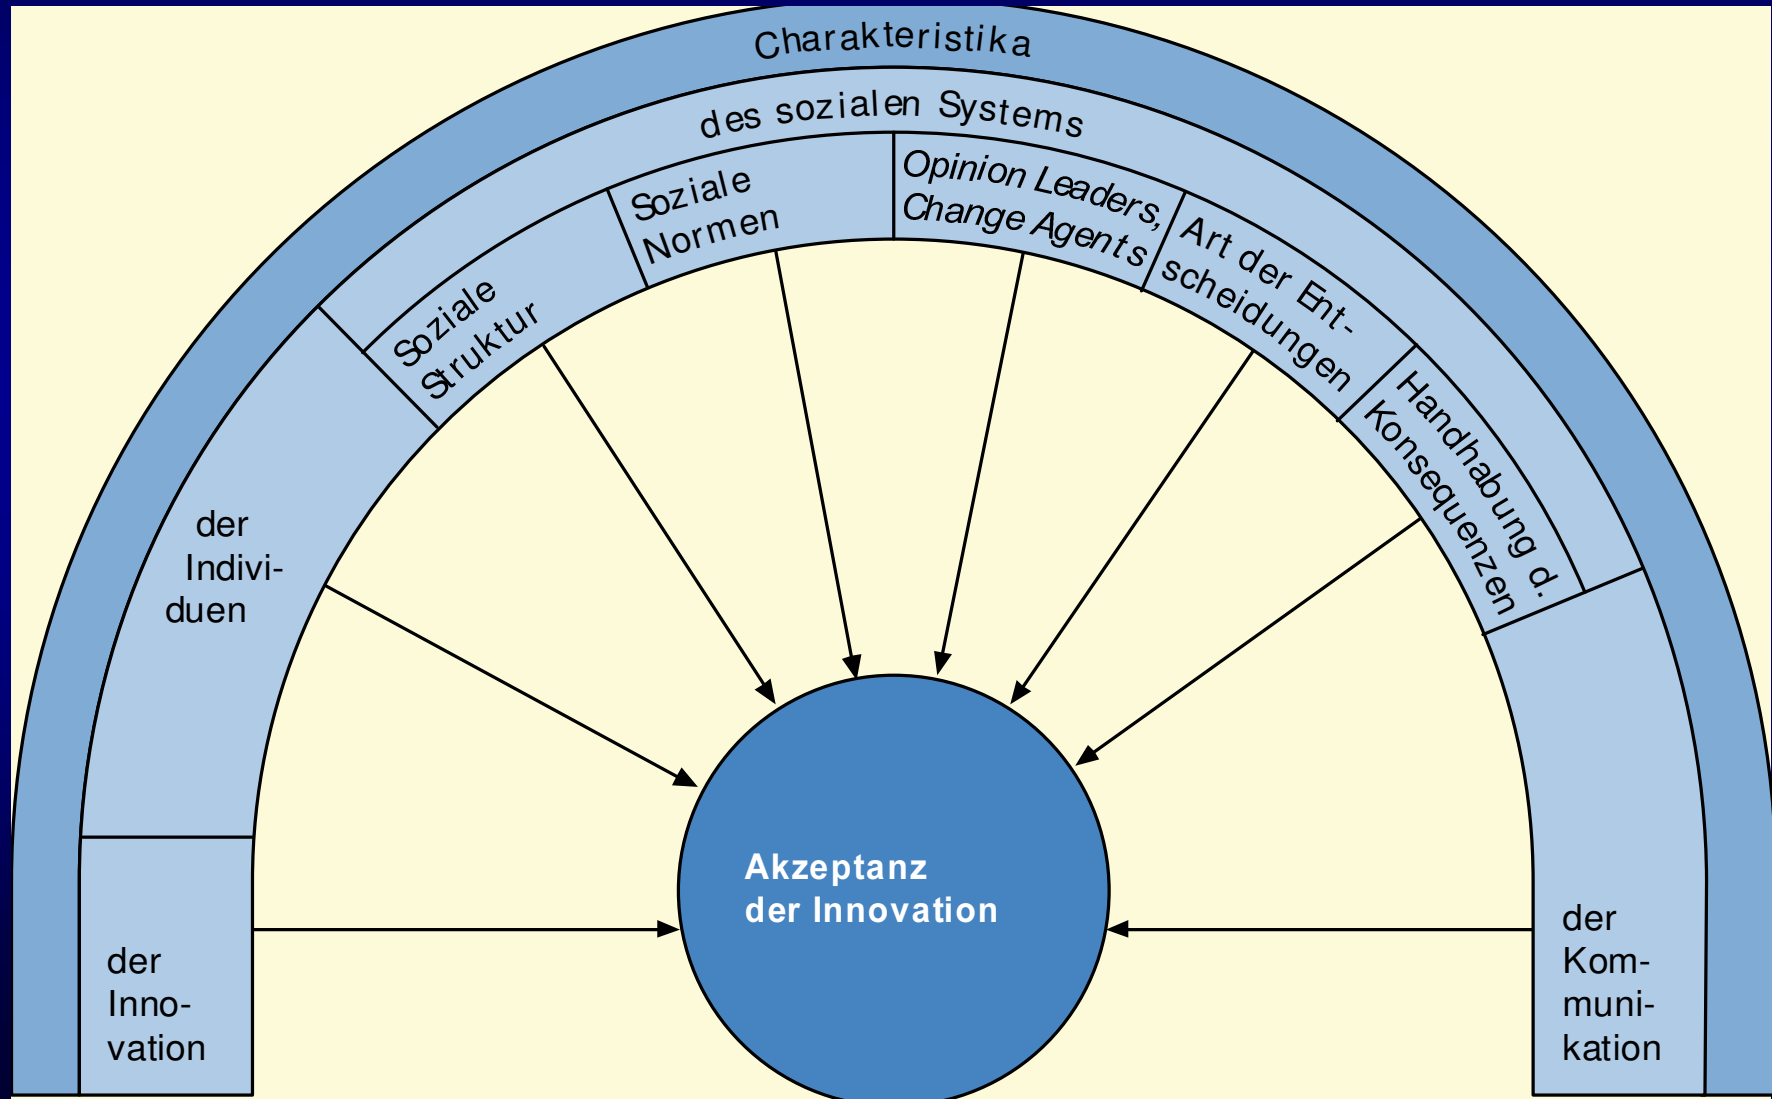 Charakteristika
des sozialen Systems
Soziale
Struktur
Soziale
Normen
Opinion Leaders,
Change Agents
Art der Ent-
scheidungen
Handhabung d.
Konsequenzen
der
Indivi-
duen
der
Inno-
vation
Akzeptanz
der Innovation
der
Kom-
muni-
kation